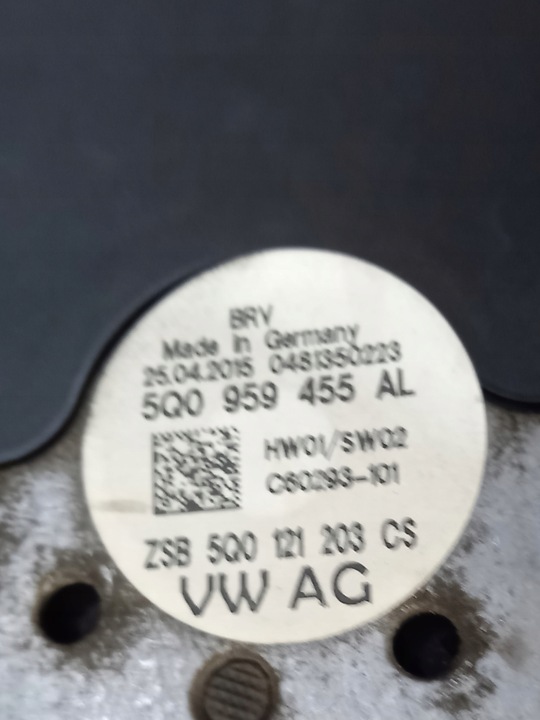 BRV
Made in Germany
25.04.2015 0481350223
5Q0 959 455 AL
HW01/SW02
C60293-101
ZSB 5Q0 121 203 CS
VW AG